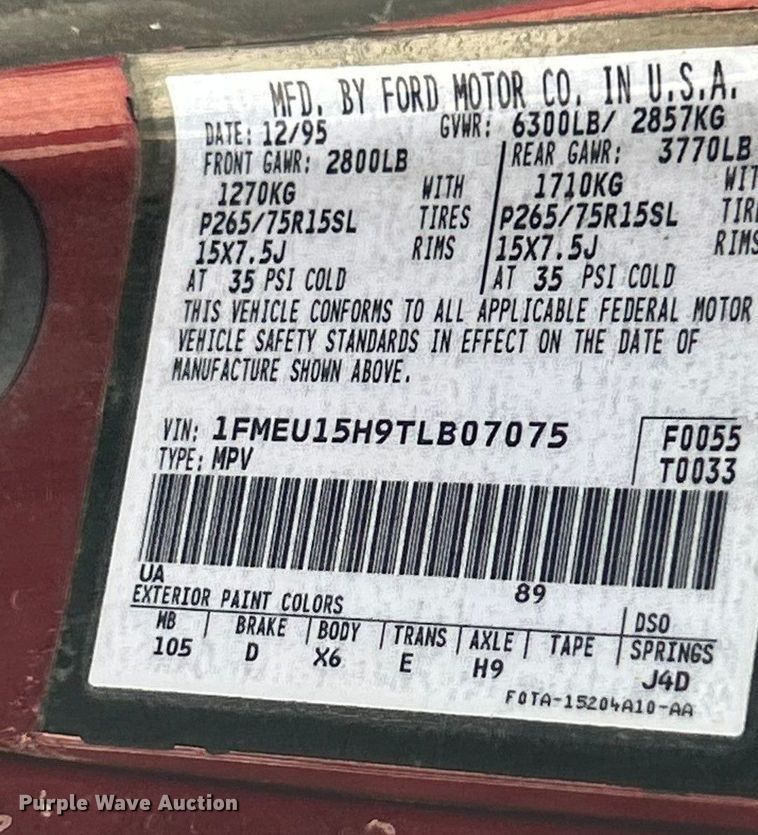 MFD. BY FORD MOTOR CO. IN U.S.A.
DATE: 12/95 GVWR: 6300LB/ 2857KG
FRONT GAWR: 2800LB REAR GAWR: 3770LB
1270KG WITH 1710KG WIT
P265/75R15SL TIRES P265/75R15SL TIR
15X7.5J RIMS 15X7.5J RIMS
AT 35 PSI COLD AT 35 PSI COLD
THIS VEHICLE CONFORMS TO ALL APPLICABLE FEDERAL MOTOR
VEHICLE SAFETY STANDARDS IN EFFECT ON THE DATE OF
MANUFACTURE SHOWN ABOVE.
VIN: 1FMEU15H9TLB07075 F0055
TYPE: MPV T0033
UA 89
EXTERIOR PAINT COLORS DSO
WB BRAKE BODY TRANS AXLE TAPE SPRINGS
105 D X6 E H9 J4D
F0TA-15204A10-AA
Purple Wave Auction